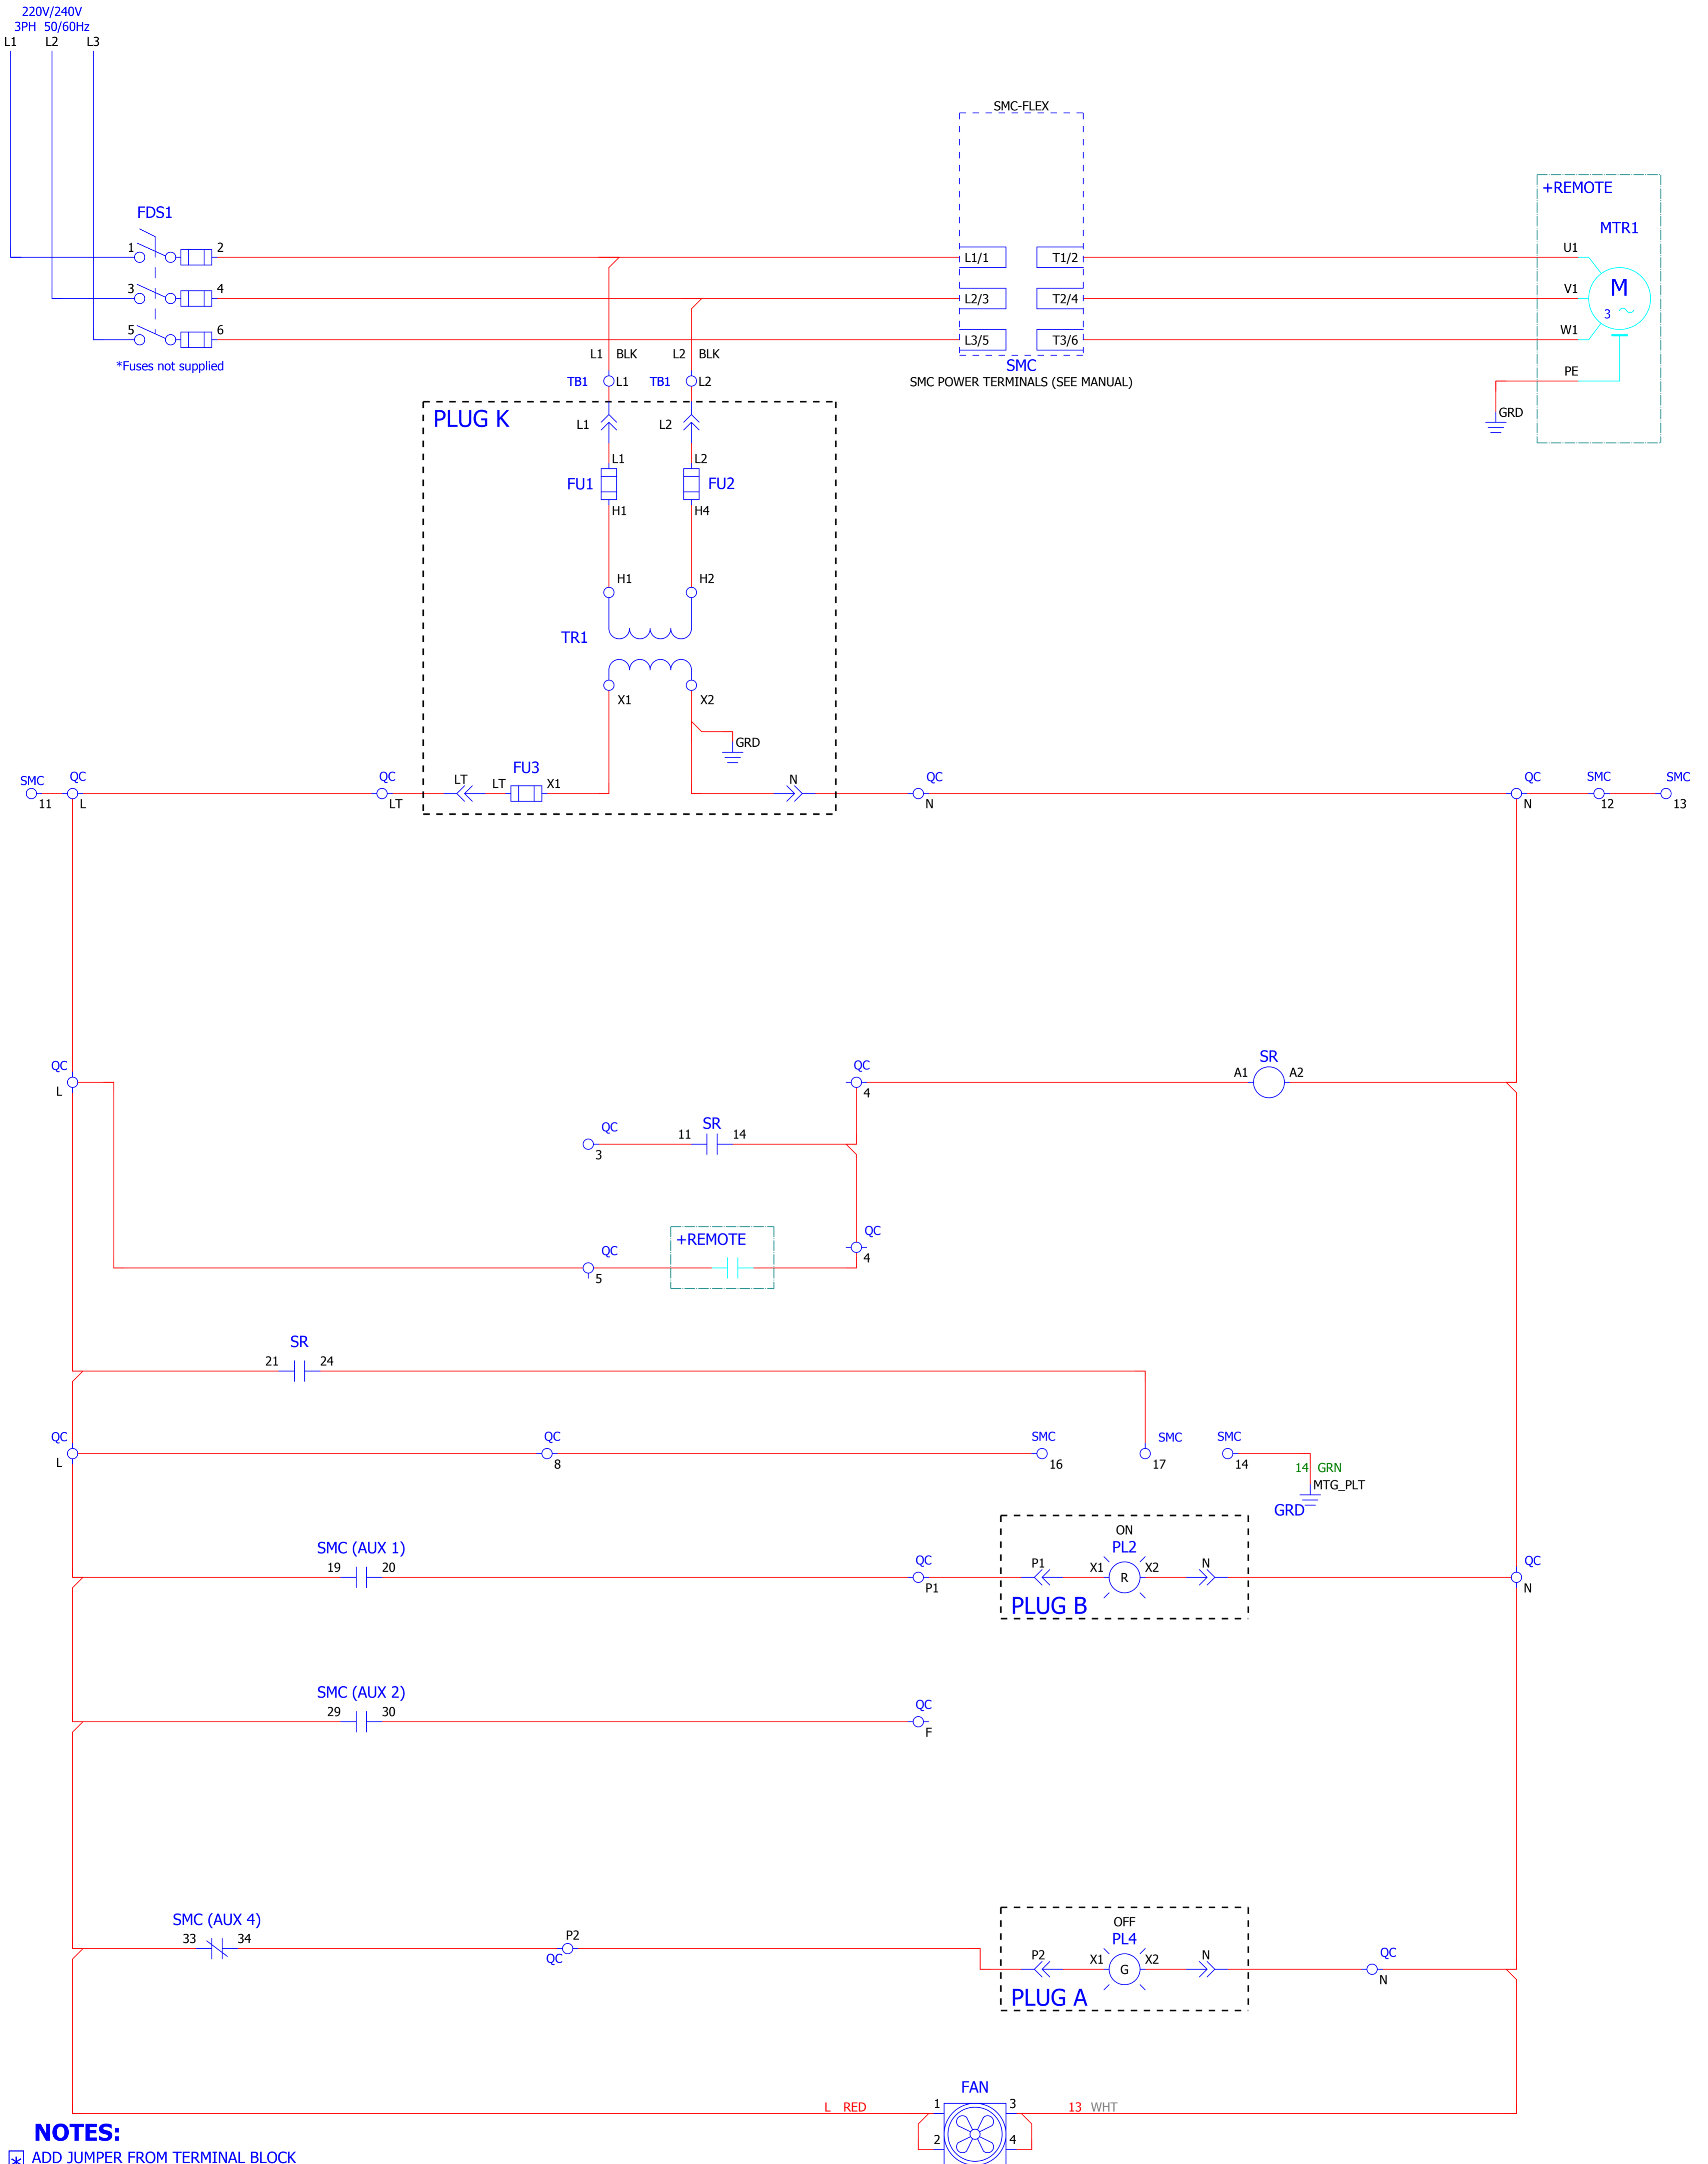 220V/240V
3PH 50/60Hz
L1 L2 L3
SMC-FLEX
+REMOTE
MTR1
FDS1
1 2
L1/1 T1/2
U1
3 4
L2/3 T2/4
V1
M
3
5 6
L3/5 T3/6
W1
*Fuses not supplied
SMC
SMC POWER TERMINALS (SEE MANUAL)
PE
GRD
L1 BLK L2 BLK
TB1 L1 TB1 L2
PLUG K
L1 L2
L1 L2
FU1 FU2
H1 H4
H1 H2
TR1
X1 X2
GRD
SMC QC QC
FU3
LT LT X1 N
QC QC SMC SMC
11 L LT N N 12 13
QC QC SR
L 4 A1 A2
QC SR
3 11 14
QC +REMOTE QC
5 4
SR
21 24
QC QC SMC SMC SMC
L 8 16 17 14
14 GRN
MTG_PLT
GRD
SMC (AUX 1)
19 20
QC
P1
ON
PL2
P1 X1 R X2 N
PLUG B
QC
N
SMC (AUX 2)
29 30
QC
F
SMC (AUX 4)
33 34
P2
QC
OFF
PL4
P2 X1 G X2 N
PLUG A
QC
N
FAN
L RED 1 3 13 WHT
2 4
NOTES:
* ADD JUMPER FROM TERMINAL BLOCK